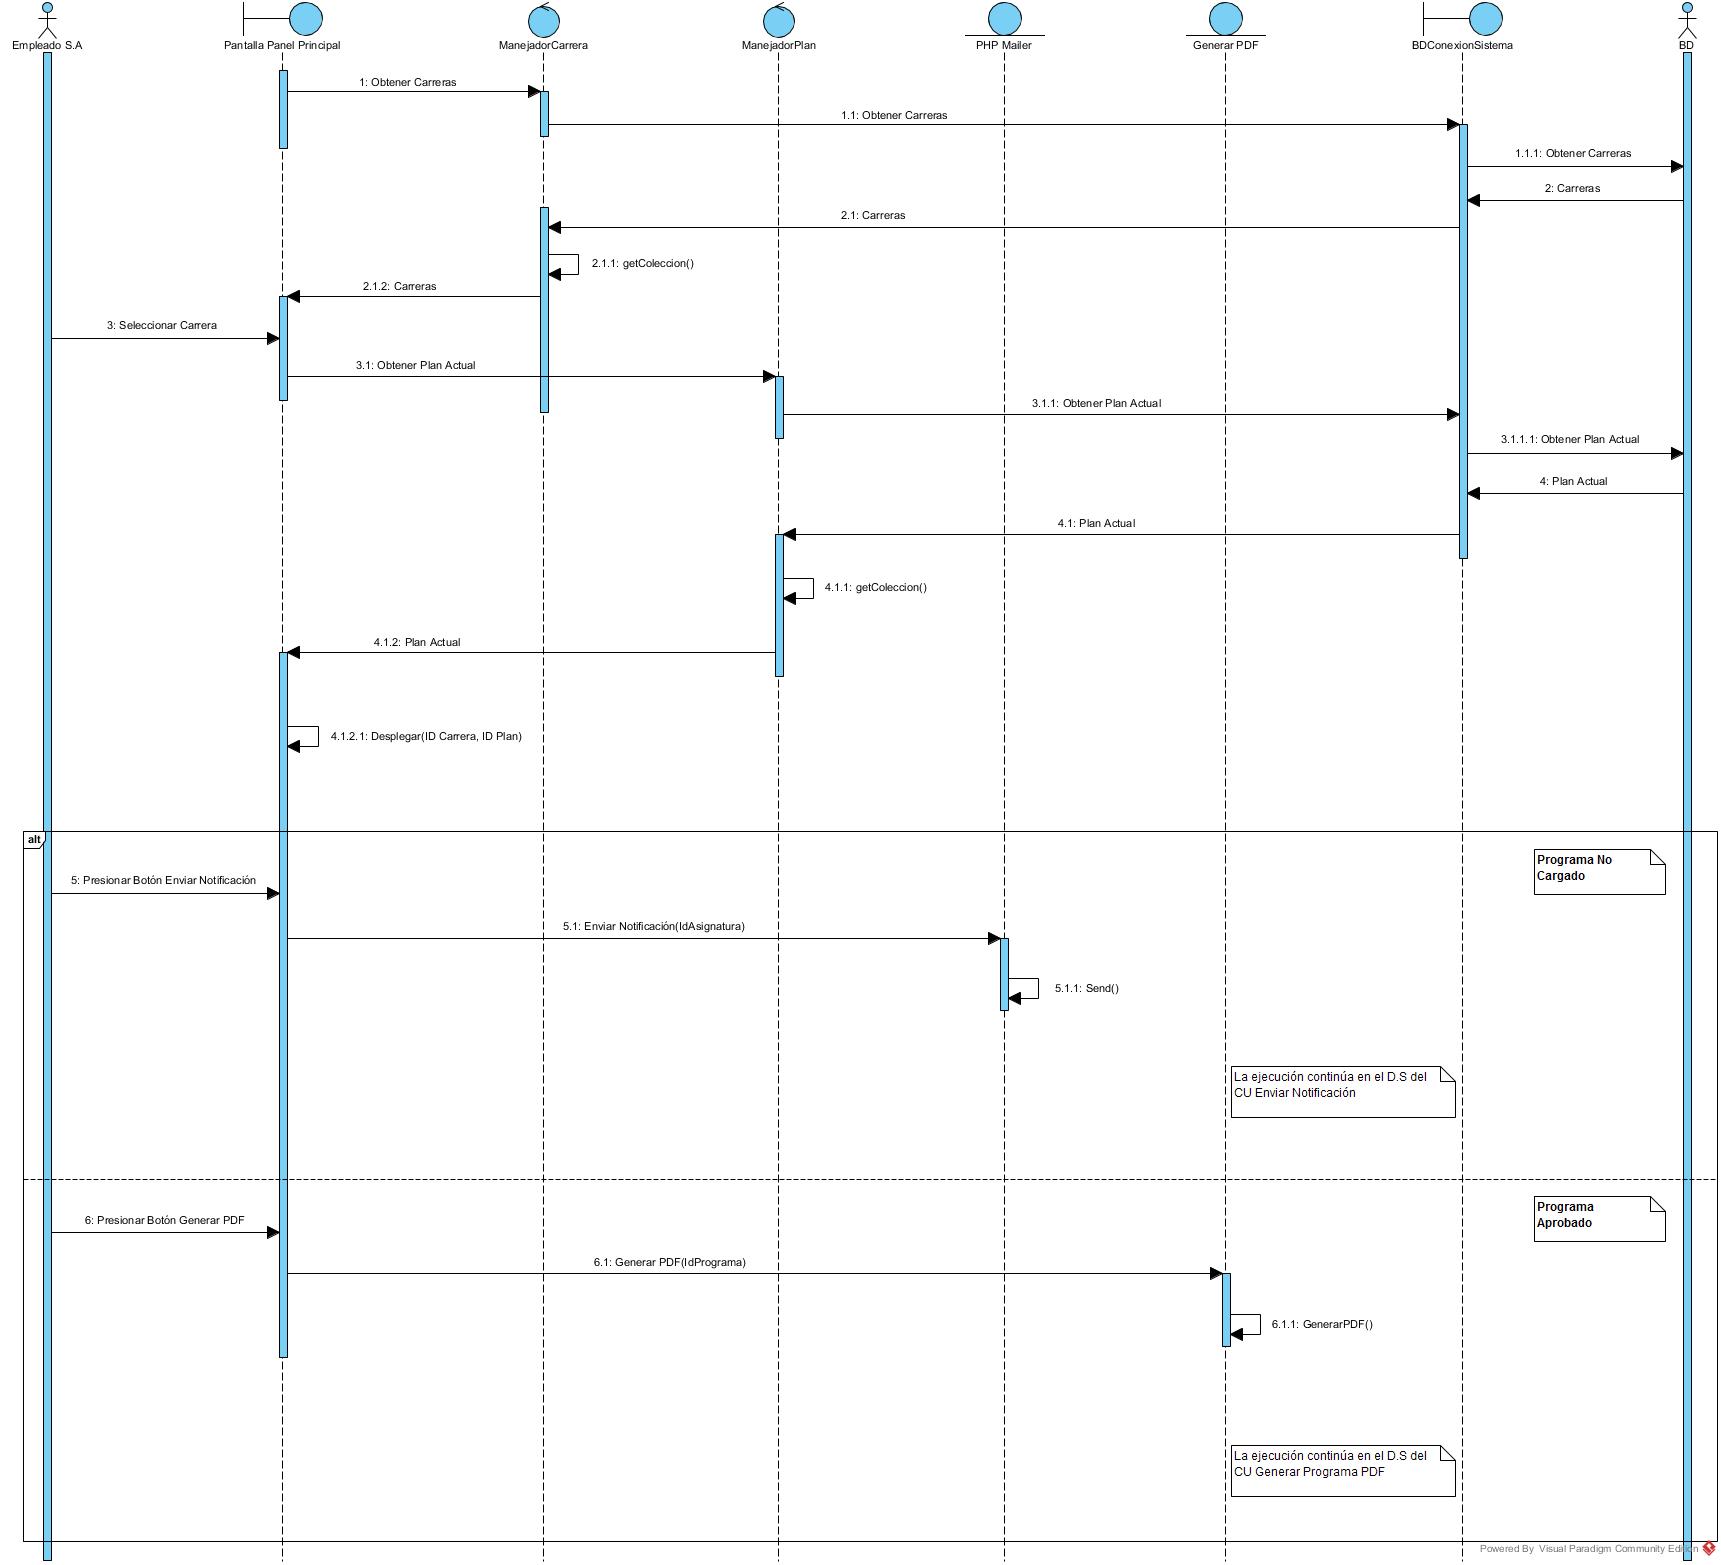 Empleado S.A
Pantalla Panel Principal
ManejadorCarrera
ManejadorPlan
PHP Mailer
Generar PDF
BDConexionSistema
BD
1: Obtener Carreras
1.1: Obtener Carreras
1.1.1: Obtener Carreras
2: Carreras
2.1: Carreras
2.1.1: getColeccion()
2.1.2: Carreras
3: Seleccionar Carrera
3.1: Obtener Plan Actual
3.1.1: Obtener Plan Actual
3.1.1.1: Obtener Plan Actual
4: Plan Actual
4.1: Plan Actual
4.1.1: getColeccion()
4.1.2: Plan Actual
4.1.2.1: Desplegar(ID Carrera, ID Plan)
alt
Programa No
Cargado
5: Presionar Botón Enviar Notificación
5.1: Enviar Notificación(IdAsignatura)
5.1.1: Send()
La ejecución continúa en el D.S del
CU Enviar Notificación
Programa
Aprobado
6: Presionar Botón Generar PDF
6.1: Generar PDF(IdPrograma)
6.1.1: GenerarPDF()
La ejecución continúa en el D.S del
CU Generar Programa PDF
Powered By Visual Paradigm Community Edition